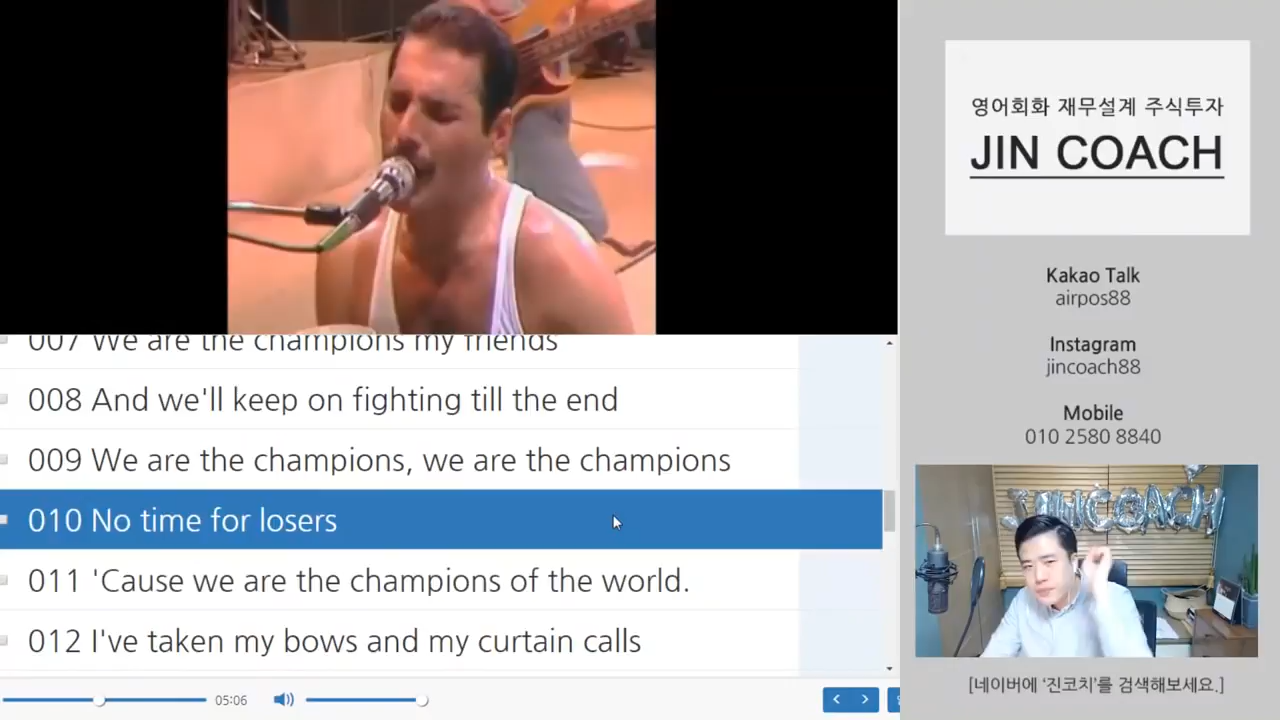 영어회화 재무설계 주식투자
JIN COACH
Kakao Talk
airpos88
Instagram
jincoach88
Mobile
010 2580 8840
JINCOACH
[네이버에 '진코치'를 검색해보세요.]
007 We are the champions my friends
008 And we'll keep on fighting till the end
009 We are the champions, we are the champions
010 No time for losers
011 'Cause we are the champions of the world.
012 I've taken my bows and my curtain calls
05:06